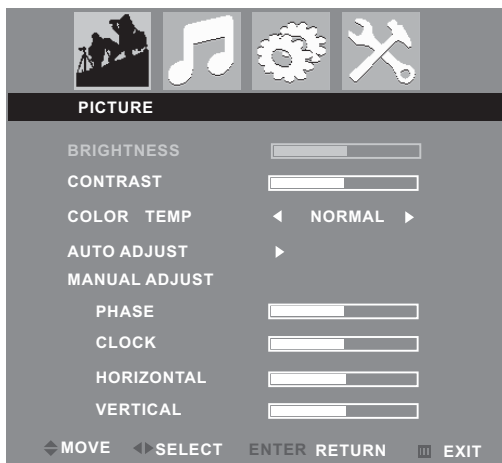 PICTURE
BRIGHTNESS
CONTRAST
COLOR TEMP NORMAL
AUTO ADJUST
MANUAL ADJUST
PHASE
CLOCK
HORIZONTAL
VERTICAL
MOVE SELECT ENTER RETURN EXIT